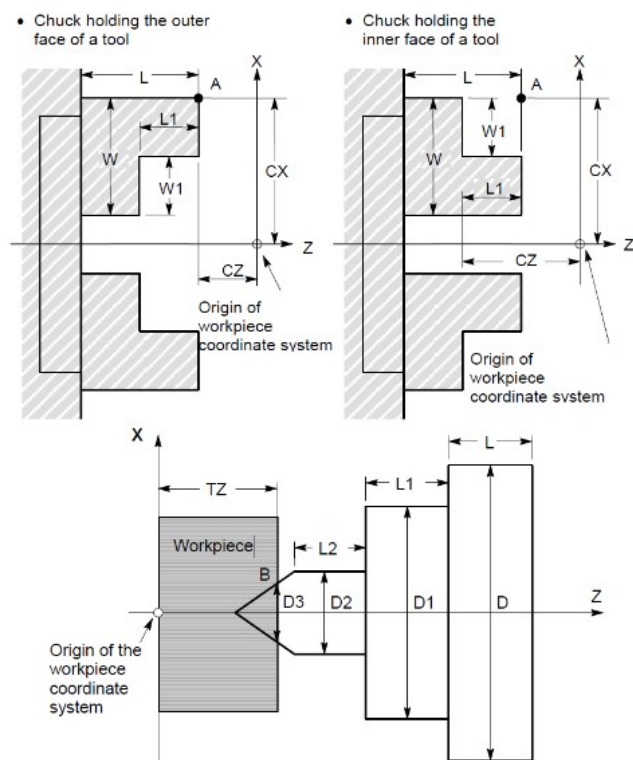 • Chuck holding the outer
face of a tool
• Chuck holding the
inner face of a tool
X
L
A
L1
W
W1
CX
Z
CZ
Origin of
workpiece
coordinate system
X
L
A
W1
W
L1
CX
Z
CZ
Origin of
workpiece
coordinate system
X
L
TZ
L1
Workpiece
L2
B
D3
D2
D1
D
Z
Origin of the
workpiece
coordinate
system